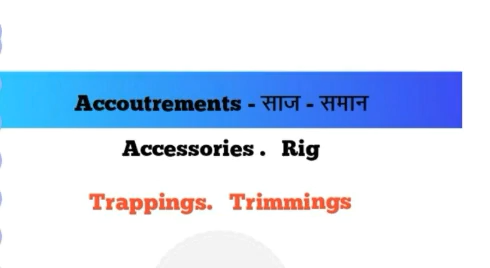 Accoutrements - साज - समान
Accessories. Rig
Trappings. Trimmings